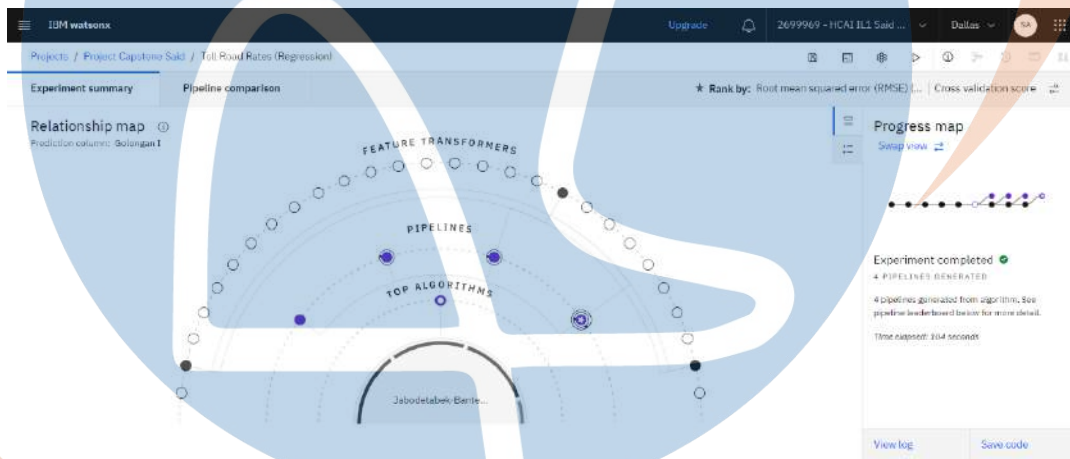 IBM watsonx
Upgrade
2699969 - HCAI IL1 Said ...
Dallas
SA
Projects / Project Capstone Said / Toll Road Rates (Regression)
Experiment summary
Pipeline comparison
Rank by: Root mean squared error (RMSE) (... | Cross validation score
Relationship map
Prediction column: Golongan I
FEATURE TRANSFORMERS
PIPELINES
TOP ALGORITHMS
Jabodetabek-Bante...
Progress map
Swap view
Experiment completed
4 PIPELINES GENERATED
4 pipelines generated from algorithm. See
pipeline leaderboard below for more detail.
Time elapsed: 164 seconds
View log
Save code